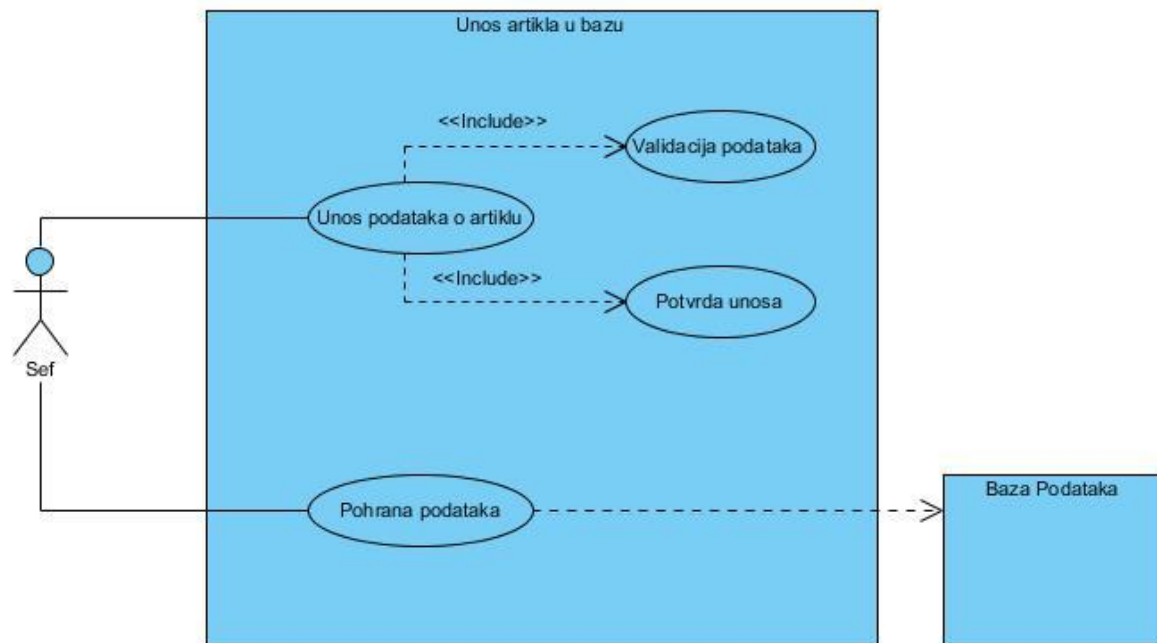 Unos artikla u bazu
<<Include>>
Validacija podataka
Unos podataka o artiklu
<<Include>>
Potvrda unosa
Sef
Pohrana podataka
Baza Podataka